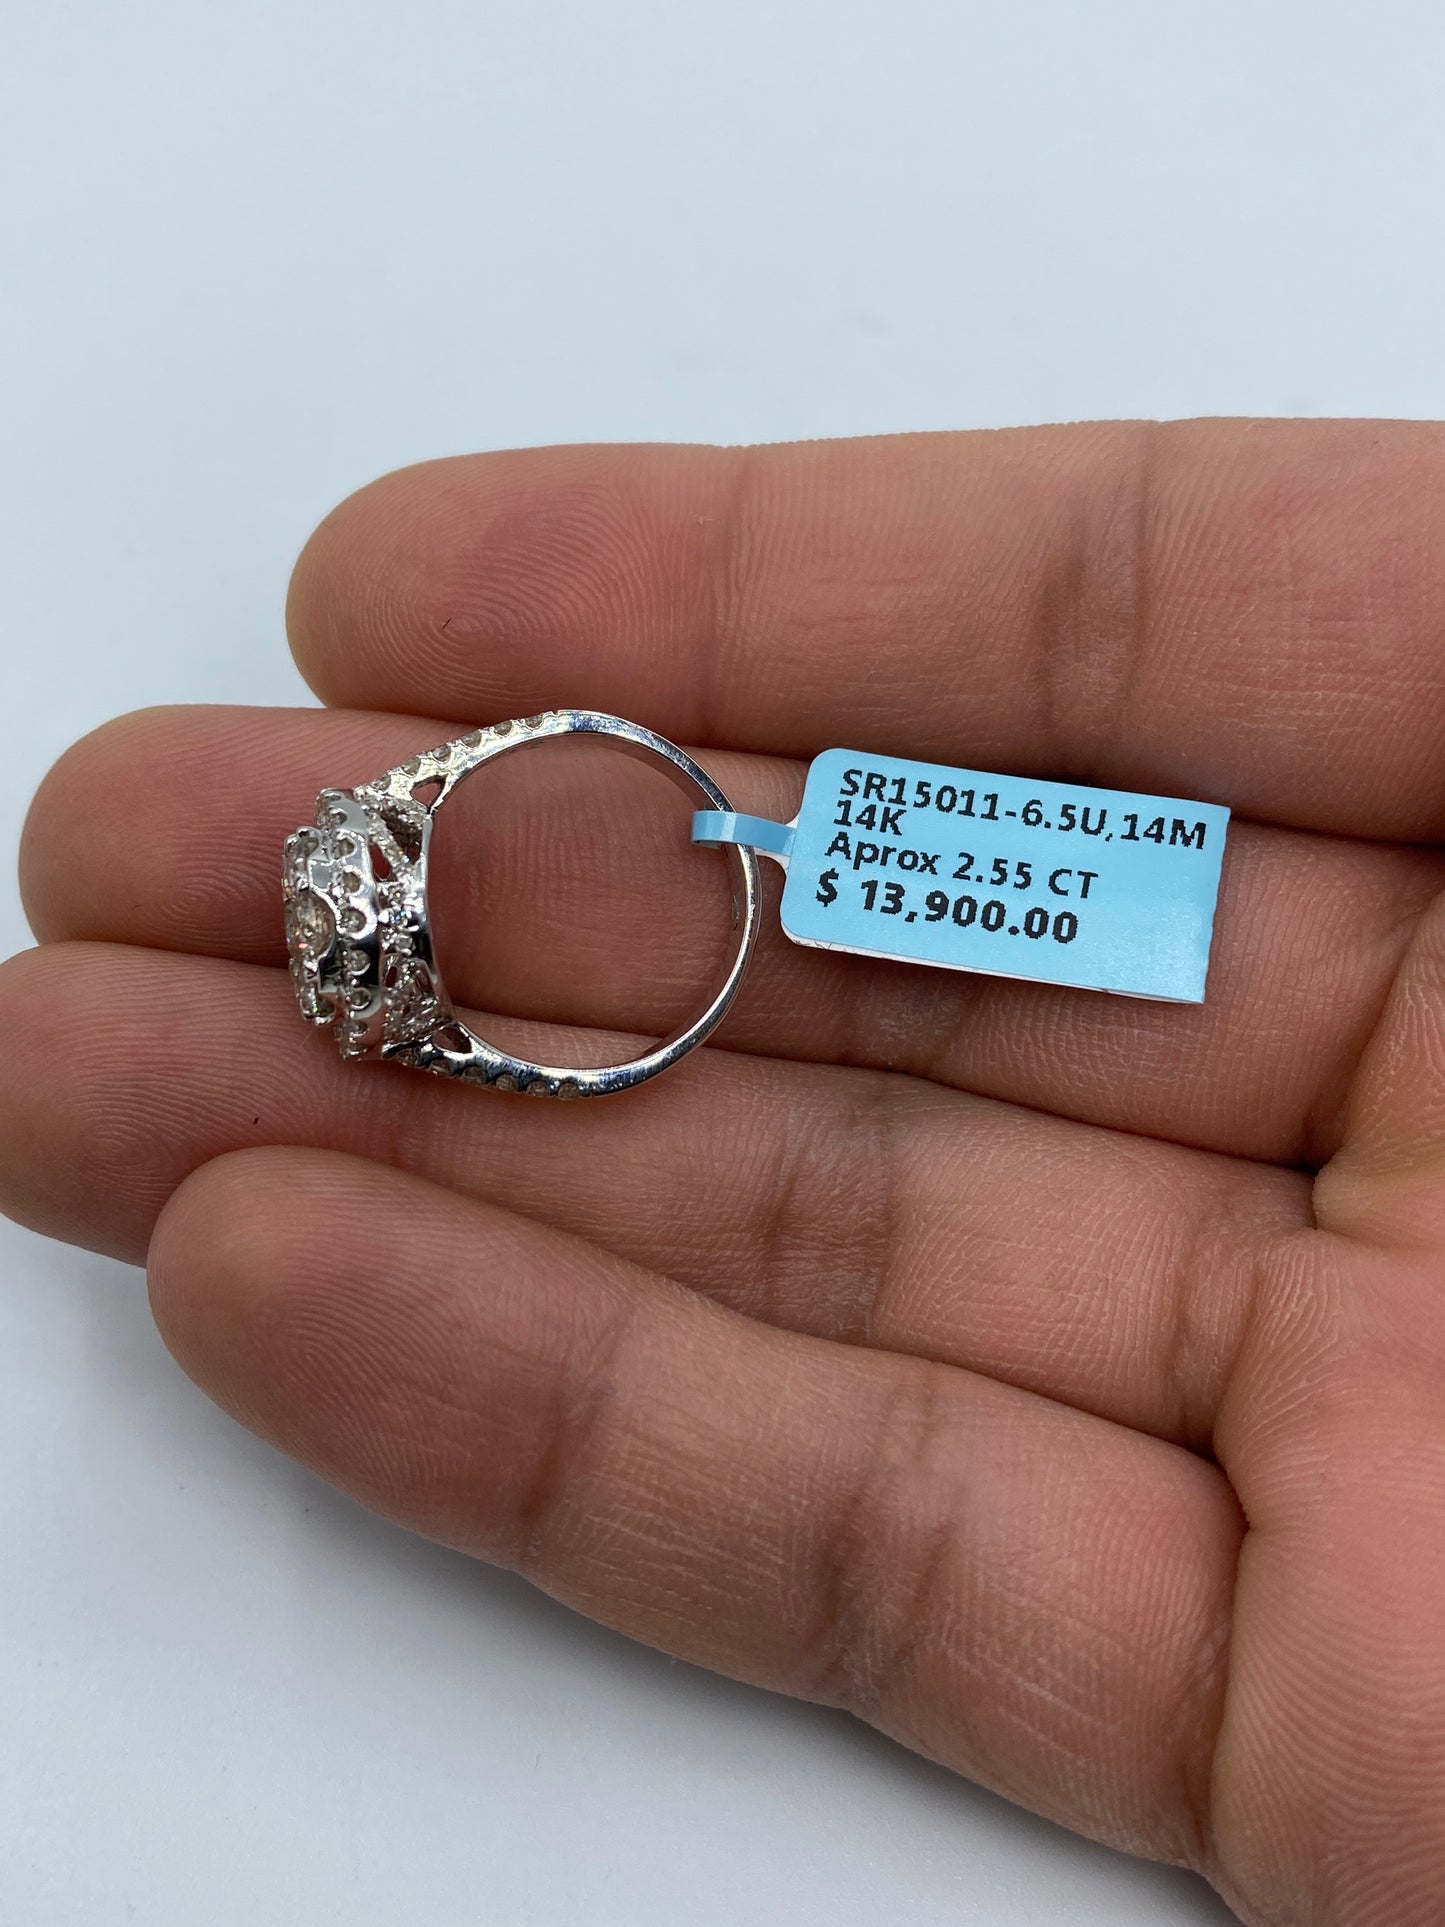 SR15011-6.5U,14M
14K
Aprox 2.55 CT
$ 13,900.00